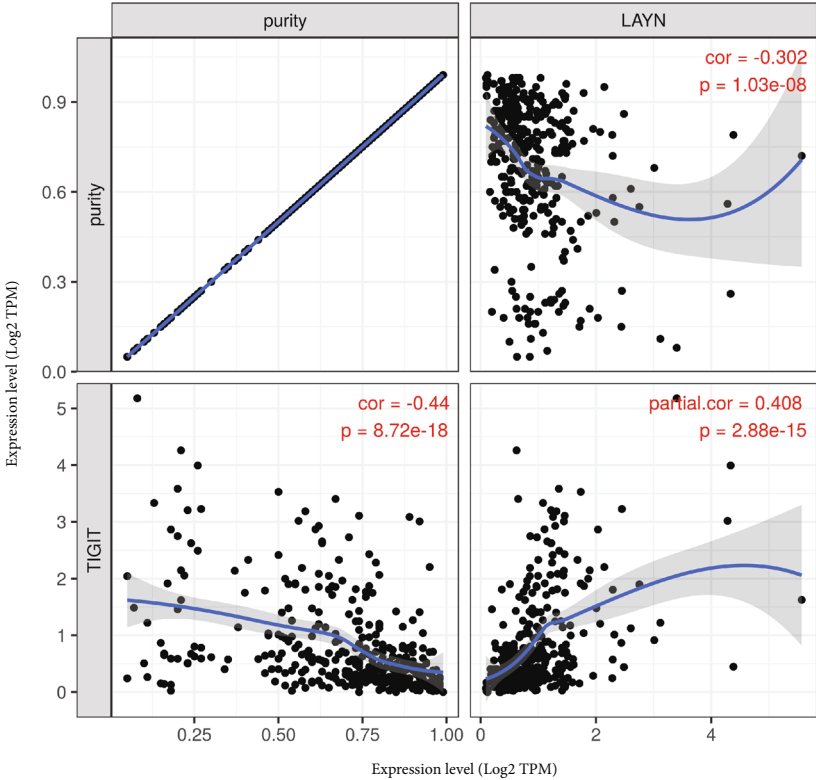 purity
LAYN
cor = -0.302
p = 1.03e-08
0.9
0.6
0.3
0.0
purity
Expression level (Log2 TPM)
cor = -0.44
p = 8.72e-18
partial.cor = 0.408
p = 2.88e-15
5
4
3
2
1
0
TIGIT
0.25
0.50
0.75
1.00
0
2
4
Expression level (Log2 TPM)